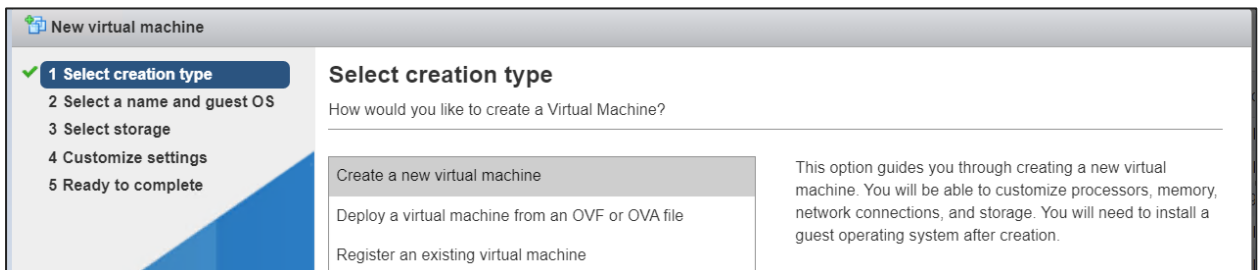 New virtual machine
1 Select creation type
2 Select a name and guest OS
3 Select storage
4 Customize settings
5 Ready to complete
Select creation type
How would you like to create a Virtual Machine?
Create a new virtual machine
Deploy a virtual machine from an OVF or OVA file
Register an existing virtual machine
This option guides you through creating a new virtual
machine. You will be able to customize processors, memory,
network connections, and storage. You will need to install a
guest operating system after creation.